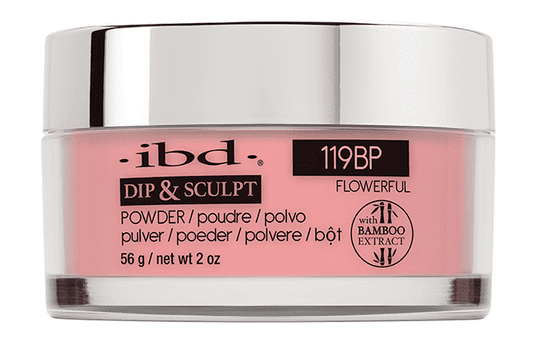 ·ibd·®
DIP & SCULPT
POWDER / poudre / polvo
pulver / poeder / polvere / bột
56 g / net wt 2 oz
119BP
FLOWERFUL
with
BAMBOO
EXTRACT